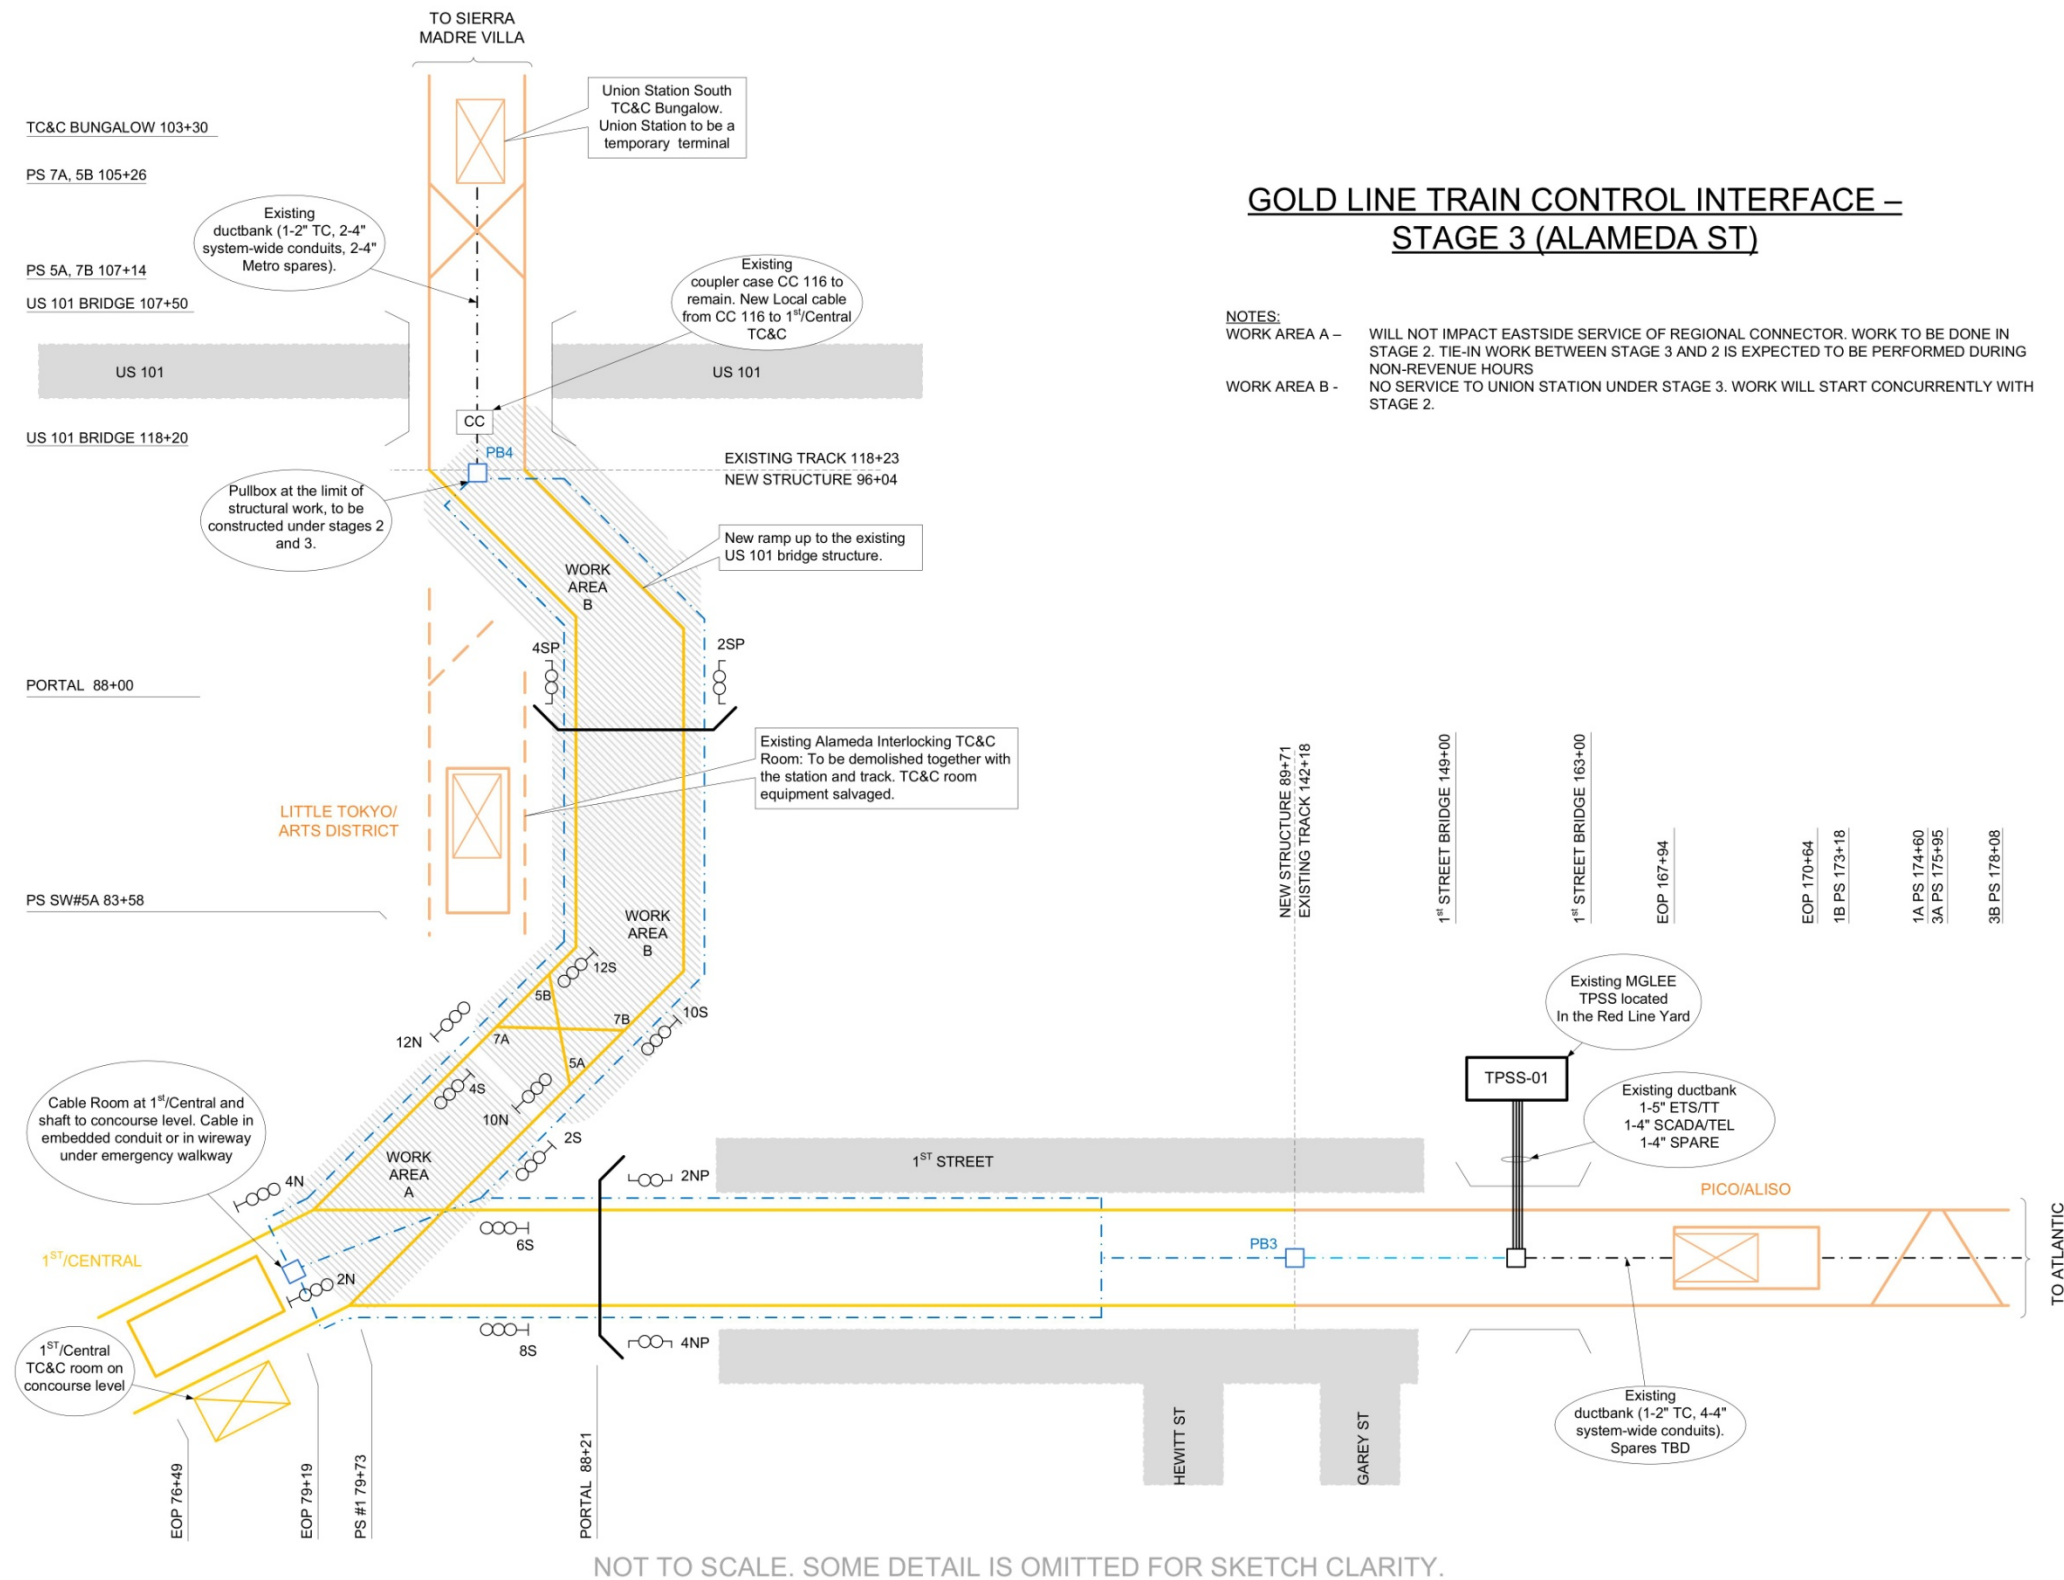 TO SIERRA
MADRE VILLA
TC&C BUNGALOW 103+30
PS 7A, 5B 105+26
PS 5A, 7B 107+14
US 101 BRIDGE 107+50
US 101 BRIDGE 118+20
PORTAL 88+00
PS SW#5A 83+58
Union Station South
TC&C Bungalow.
Union Station to be a
temporary terminal
Existing
ductbank (1-2" TC, 2-4"
system-wide conduits, 2-4"
Metro spares).
Existing
coupler case CC 116 to
remain. New Local cable
from CC 116 to 1st/Central
TC&C
GOLD LINE TRAIN CONTROL INTERFACE –
STAGE 3 (ALAMEDA ST)
NOTES:
WORK AREA A – WILL NOT IMPACT EASTSIDE SERVICE OF REGIONAL CONNECTOR. WORK TO BE DONE IN
STAGE 2. TIE-IN WORK BETWEEN STAGE 3 AND 2 IS EXPECTED TO BE PERFORMED DURING
NON-REVENUE HOURS
WORK AREA B - NO SERVICE TO UNION STATION UNDER STAGE 3. WORK WILL START CONCURRENTLY WITH
STAGE 2.
US 101
US 101
CC
PB4
EXISTING TRACK 118+23
NEW STRUCTURE 96+04
Pullbox at the limit of
structural work, to be
constructed under stages 2
and 3.
New ramp up to the existing
US 101 bridge structure.
WORK
AREA
B
4SP
2SP
Existing Alameda Interlocking TC&C
Room: To be demolished together with
the station and track. TC&C room
equipment salvaged.
LITTLE TOKYO/
ARTS DISTRICT
WORK
AREA
B
12S
5B
7B
10S
12N
7A
5A
4S
10N
2S
Cable Room at 1st/Central and
shaft to concourse level. Cable in
embedded conduit or in wireway
under emergency walkway
WORK
AREA
A
4N
2NP
6S
1ST/CENTRAL
2N
8S
4NP
1ST/Central
TC&C room on
concourse level
EOP 76+49
EOP 79+19
PS #1 79+73
PORTAL 88+21
1ST STREET
HEWITT ST
GAREY ST
PB3
NEW STRUCTURE 89+71
EXISTING TRACK 142+18
1st STREET BRIDGE 149+00
1st STREET BRIDGE 163+00
EOP 167+94
EOP 170+64
1B PS 173+18
1A PS 174+60
3A PS 175+95
3B PS 178+08
Existing MGLEE
TPSS located
In the Red Line Yard
TPSS-01
Existing ductbank
1-5" ETS/TT
1-4" SCADA/TEL
1-4" SPARE
PICO/ALISO
TO ATLANTIC
Existing
ductbank (1-2" TC, 4-4"
system-wide conduits).
Spares TBD
NOT TO SCALE. SOME DETAIL IS OMITTED FOR SKETCH CLARITY.